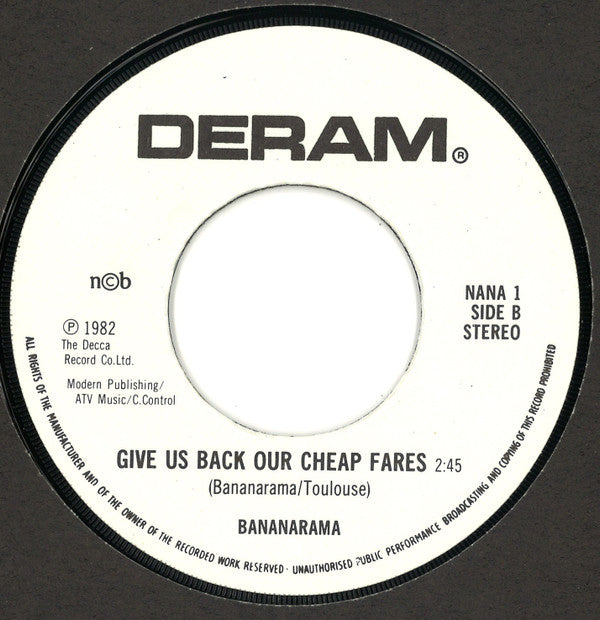 DERAM®
n©b
℗ 1982
The Decca
Record Co.Ltd.
Modern Publishing/
ATV Music/C.Control
NANA 1
SIDE B
STEREO
GIVE US BACK OUR CHEAP FARES 2:45
(Bananarama/Toulouse)
BANANARAMA
ALL RIGHTS OF THE MANUFACTURER AND OF THE OWNER OF THE RECORDED WORK RESERVED · UNAUTHORISED PUBLIC PERFORMANCE BROADCASTING AND COPYING OF THIS RECORD PROHIBITED